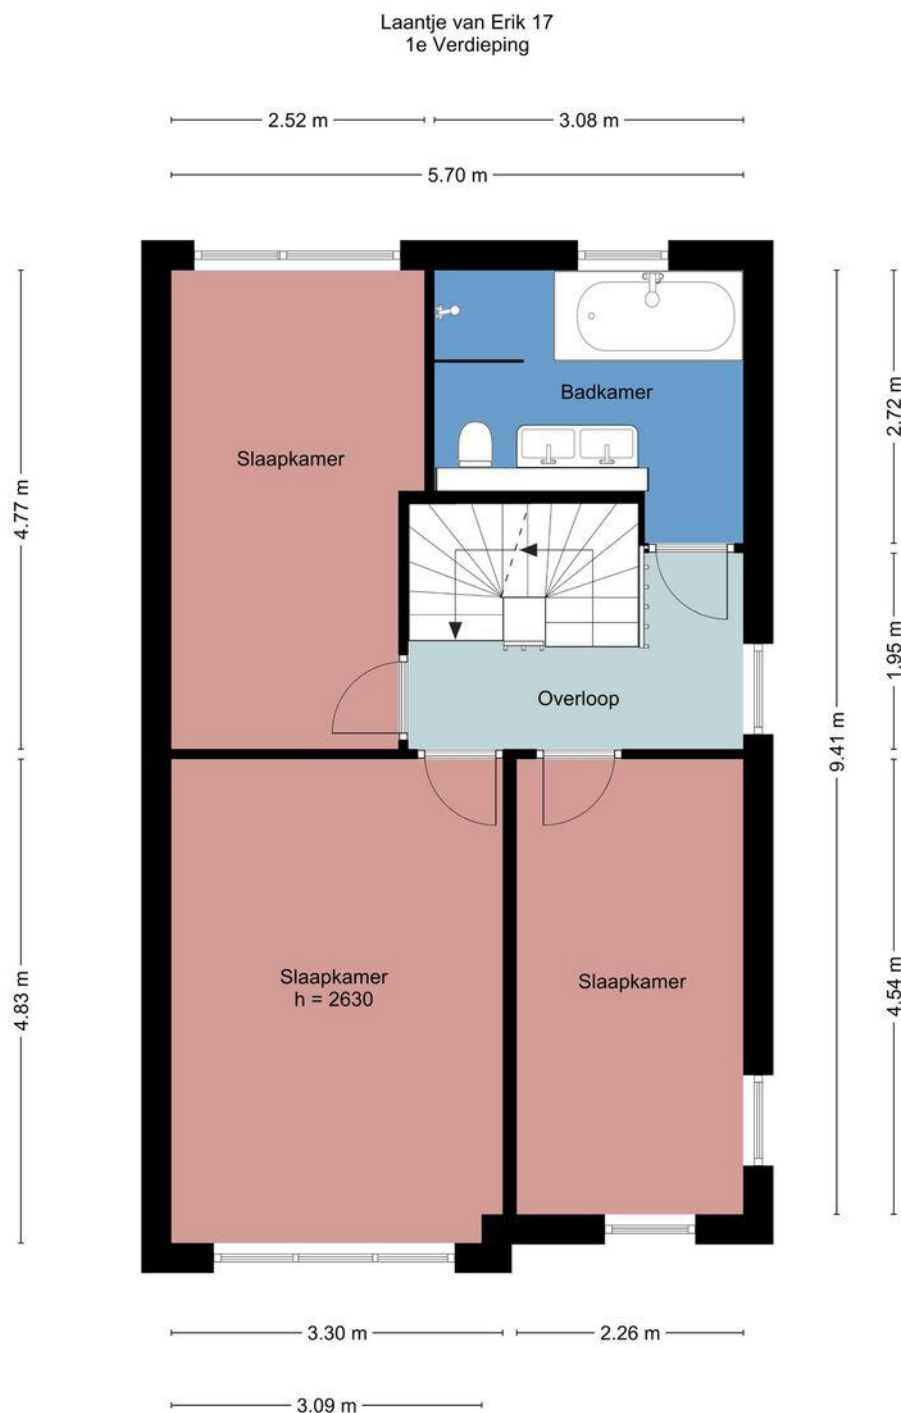 Laantje van Erik 17
1e Verdieping
2.52 m
3.08 m
5.70 m
4.77 m
2.72 m
Badkamer
Slaapkamer
1.95 m
Overloop
9.41 m
Slaapkamer
h = 2630
Slaapkamer
4.83 m
4.54 m
3.30 m
2.26 m
3.09 m